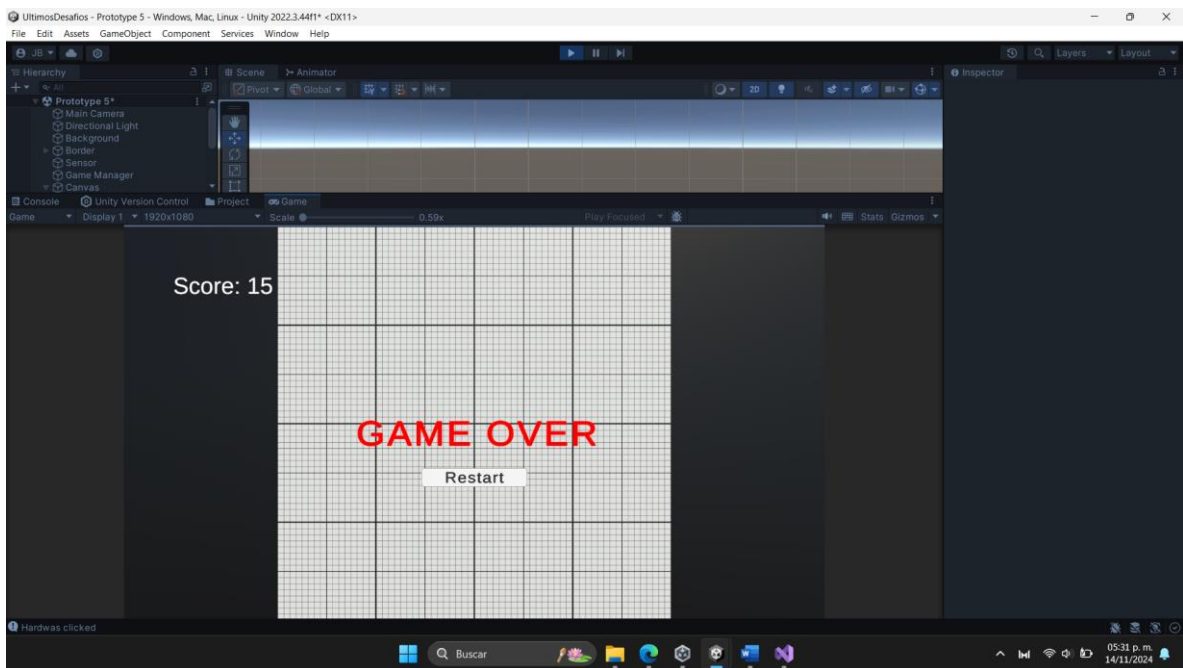 UltimosDesafios - Prototype 5 - Windows, Mac, Linux - Unity 2022.3.44f1* <DX11>
File Edit Assets GameObject Component Services Window Help
JB Layers Layout
Hierarchy Scene Animator Inspector
All Pivot Global 2D
Prototype 5*
Main Camera
Directional Light
Background
Border
Sensor
Game Manager
Canvas
Console Unity Version Control Project Game
Game Display 1 1920x1080 Scale 0.59x Play Focused Stats Gizmos
Score: 15
GAME OVER
Restart
Hardwas clicked
Buscar
05:31 p. m.
14/11/2024